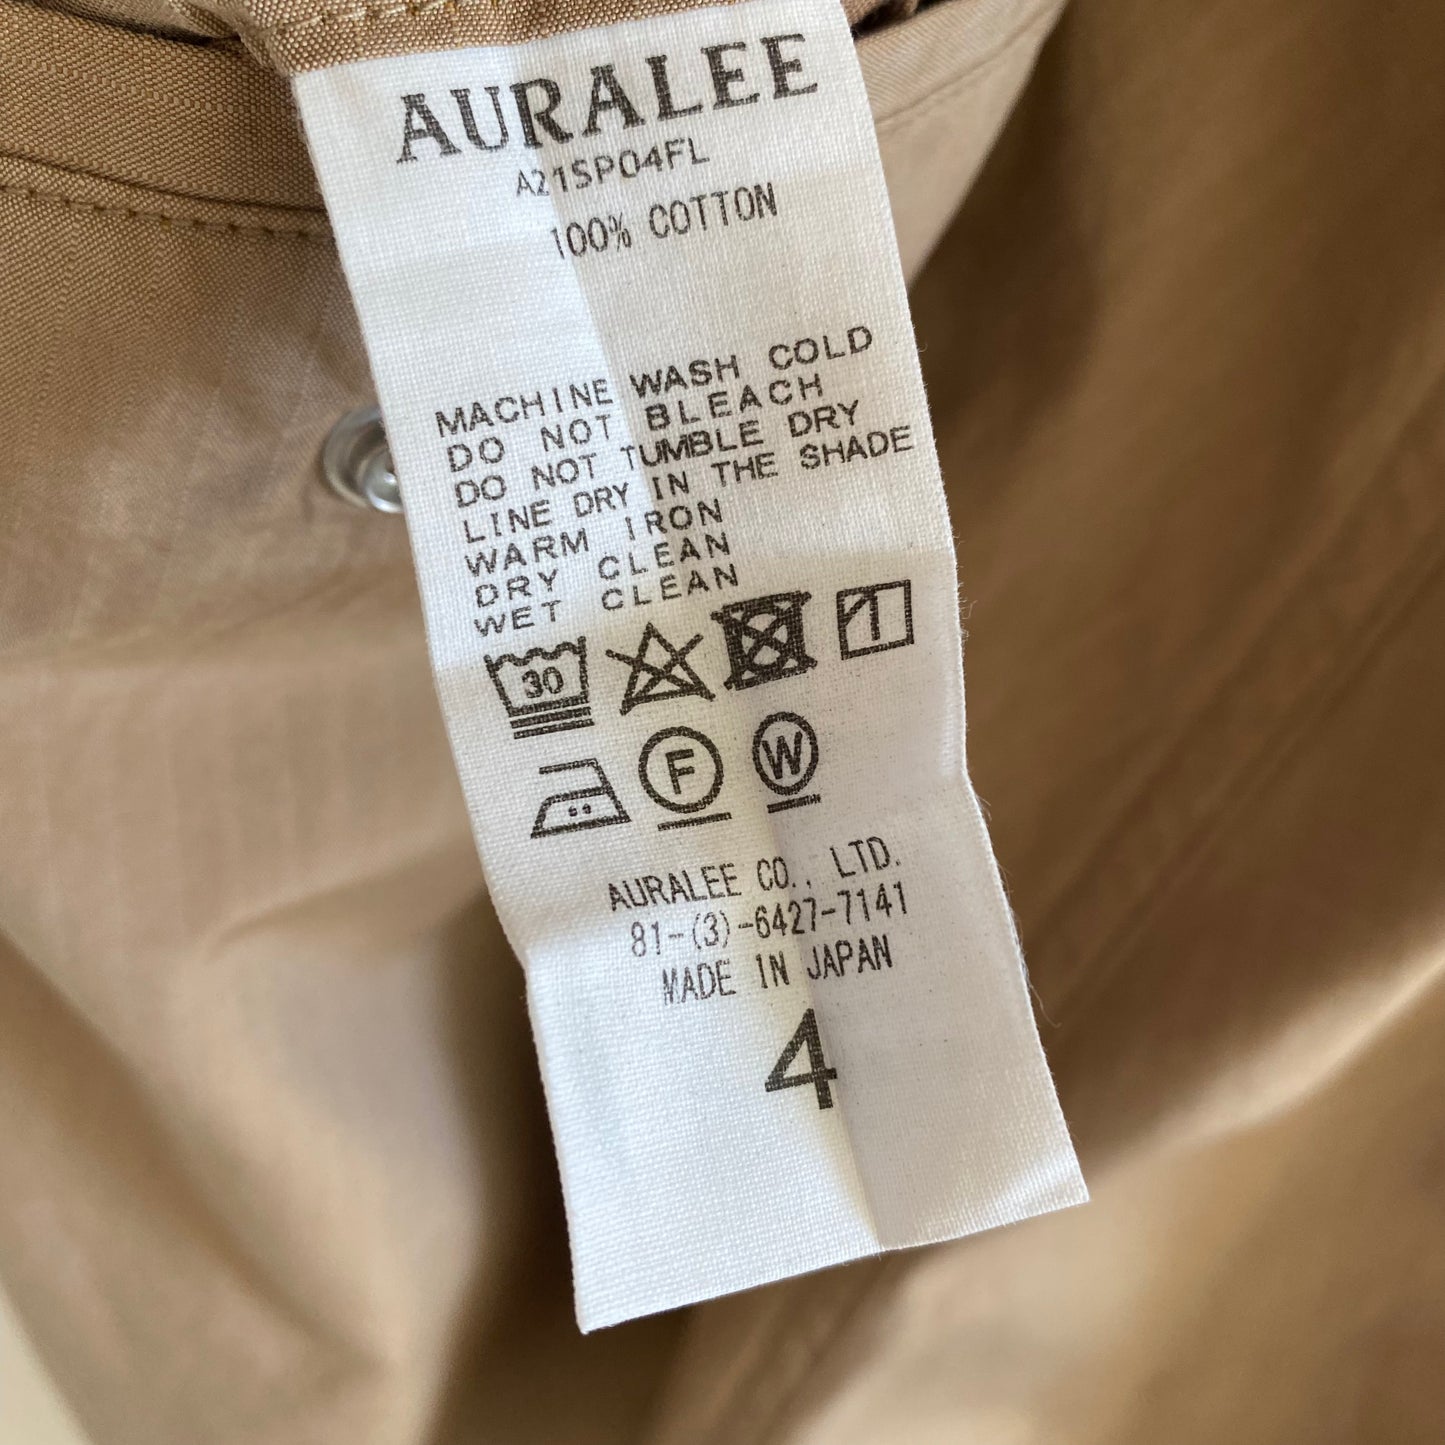 AURALEE
A21SP04FL
100% COTTON
MACHINE WASH COLD
DO NOT BLEACH
DO NOT TUMBLE DRY
LINE DRY IN THE SHADE
WARM IRON
DRY CLEAN
WET CLEAN
30
F W
AURALEE CO., LTD.
81-(3)-6427-7141
MADE IN JAPAN
4